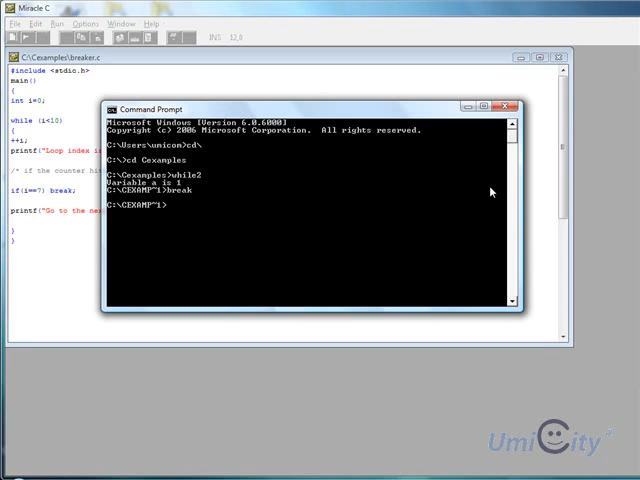 Miracle C
File Edit Run Options Window Help
INS 12,0
C:\Cexamples\breaker.c
#include <stdio.h>
main()
{
int i=0;
while (i<10)
{
++i;
printf("Loop index is
/* if the counter hi
if(i==7) break;
printf("Go to the ne
}
}
Command Prompt
Microsoft Windows [Version 6.0.6000]
Copyright (c) 2006 Microsoft Corporation. All rights reserved.
C:\Users\umicom>cd\
C:\>cd Cexamples
C:\Cexamples>while2
Variable a is 1
C:\CEXAMP~1>break
C:\CEXAMP~1>
UmiCity